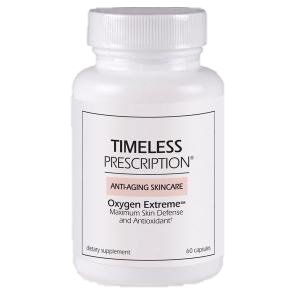 TIMELESS
PRESCRIPTION®
ANTI-AGING SKINCARE
Oxygen Extreme℠
Maximum Skin Defense
and Antioxidant†
dietary supplement 60 capsules